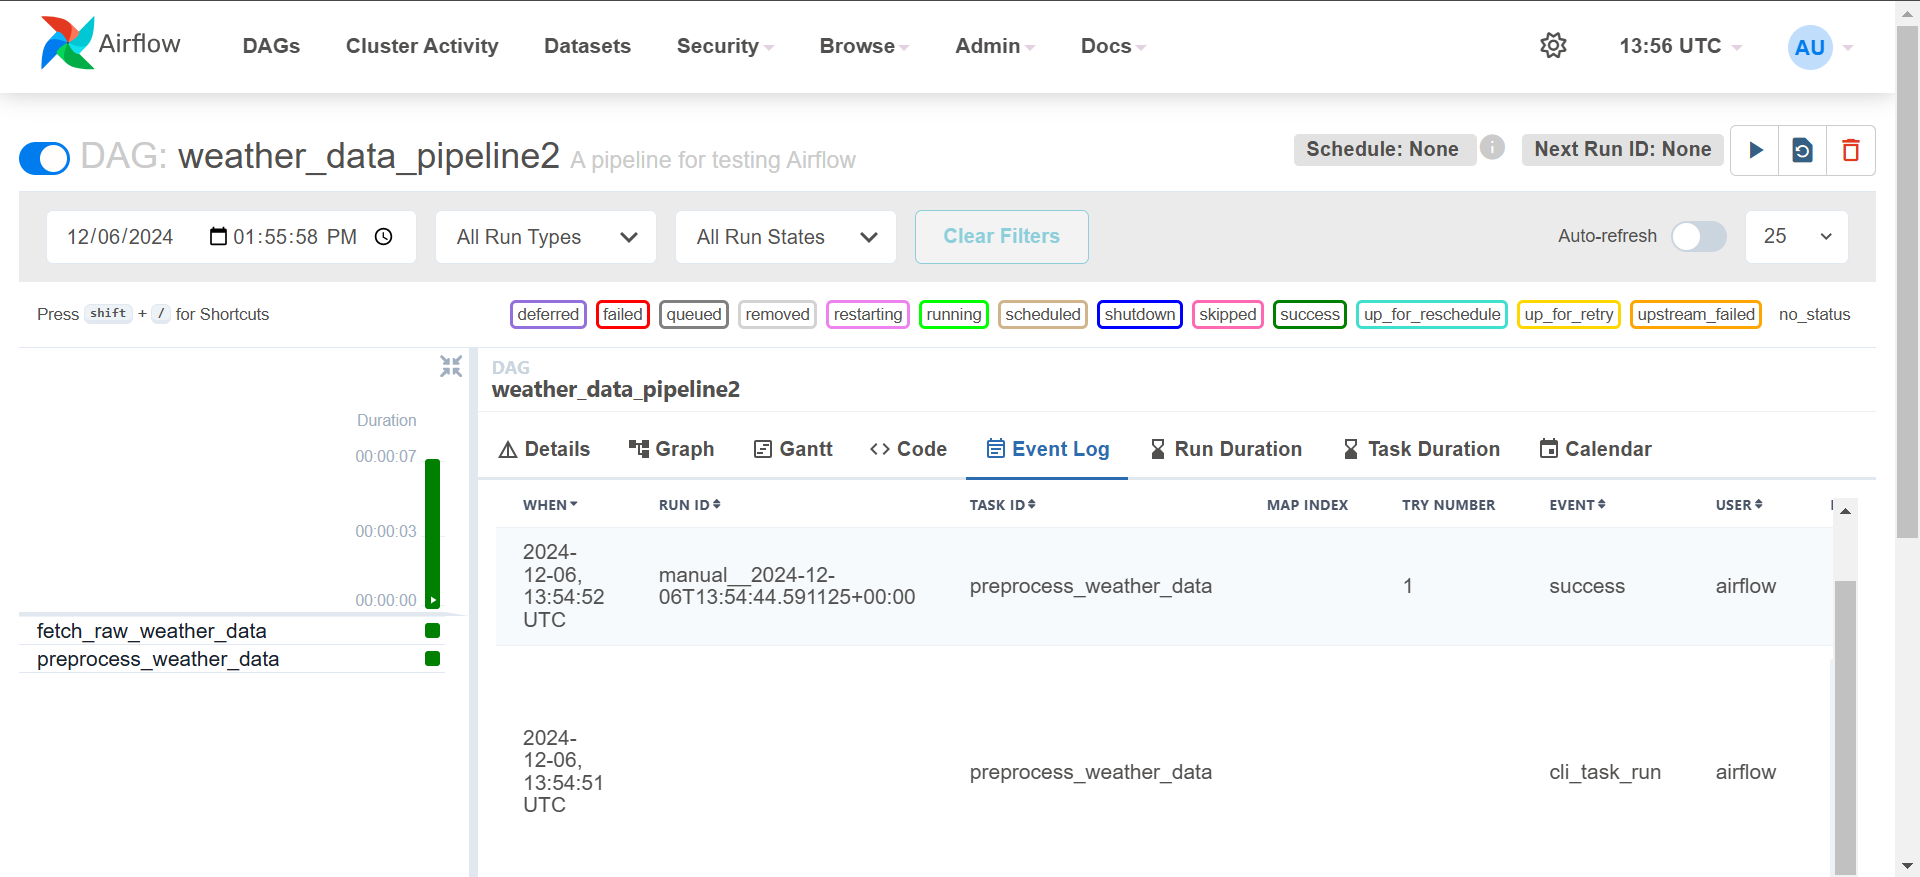 Airflow DAGs Cluster Activity Datasets Security Browse Admin Docs 13:56 UTC AU
DAG: weather_data_pipeline2 A pipeline for testing Airflow Schedule: None i Next Run ID: None
12/06/2024 01:55:58 PM All Run Types All Run States Clear Filters Auto-refresh 25
Press shift + / for Shortcuts deferred failed queued removed restarting running scheduled shutdown skipped success up_for_reschedule up_for_retry upstream_failed no_status
Duration
00:00:07
00:00:03
00:00:00
fetch_raw_weather_data
preprocess_weather_data
DAG
weather_data_pipeline2
Details Graph Gantt Code Event Log Run Duration Task Duration Calendar
WHEN RUN ID TASK ID MAP INDEX TRY NUMBER EVENT USER
2024-
12-06,
13:54:52
UTC
manual__2024-12-
06T13:54:44.591125+00:00
preprocess_weather_data 1 success airflow
2024-
12-06,
13:54:51
UTC
preprocess_weather_data cli_task_run airflow